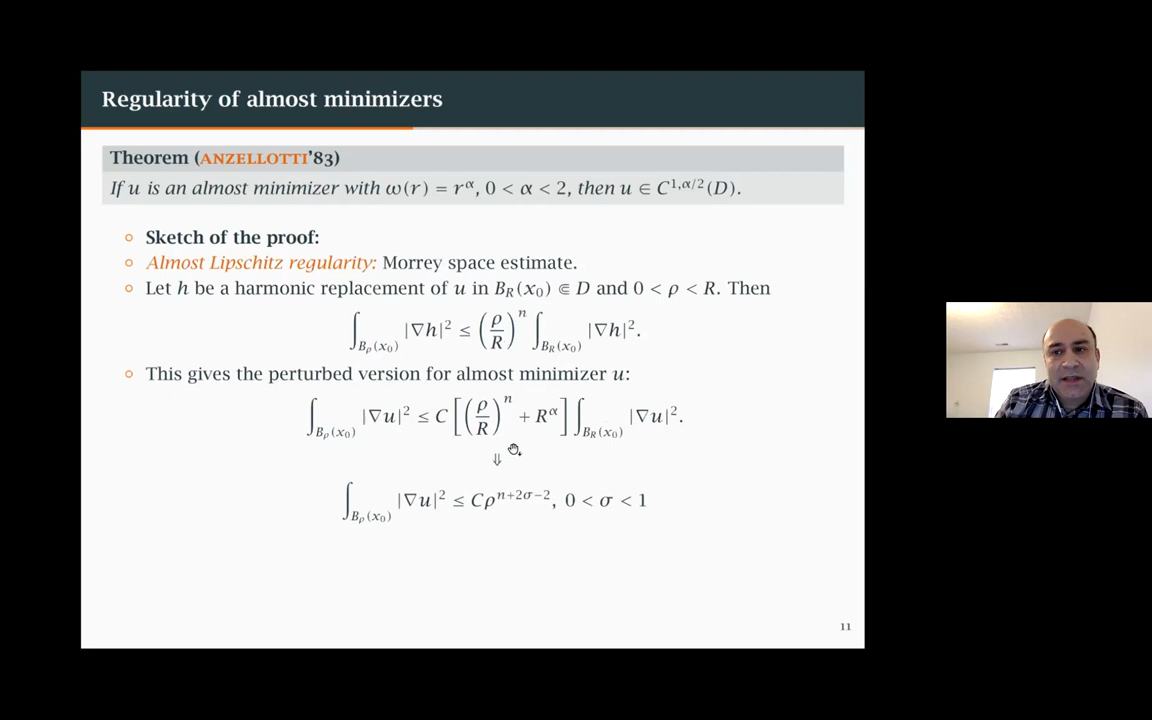 Regularity of almost minimizers
Theorem (ANZELLOTTI'83)
If u is an almost minimizer with ω(r) = r^α, 0 < α < 2, then u ∈ C^{1,α/2}(D).
Sketch of the proof:
Almost Lipschitz regularity: Morrey space estimate.
Let h be a harmonic replacement of u in B_R(x_0) ⋐ D and 0 < ρ < R. Then
∫_{B_ρ(x_0)} |∇h|^2 ≤ (ρ/R)^n ∫_{B_R(x_0)} |∇h|^2.
This gives the perturbed version for almost minimizer u:
∫_{B_ρ(x_0)} |∇u|^2 ≤ C [(ρ/R)^n + R^α] ∫_{B_R(x_0)} |∇u|^2.
⇓
∫_{B_ρ(x_0)} |∇u|^2 ≤ Cρ^{n+2σ−2}, 0 < σ < 1
11